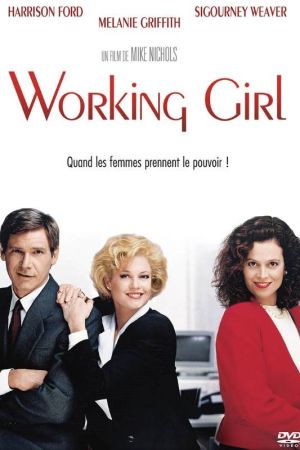 HARRISON FORD
MELANIE GRIFFITH
SIGOURNEY WEAVER
UN FILM DE MIKE NICHOLS
Working Girl
Quand les femmes prennent le pouvoir !
DVD
VIDEO